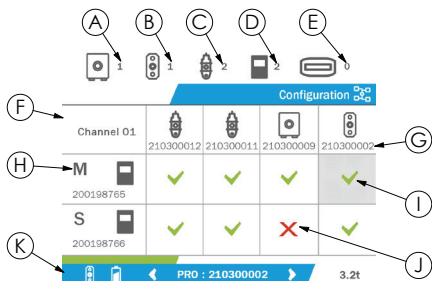 A B C D E
1 1 2 2 0
Configuration
F
Channel 01
210300012 210300011 210300009 210300002
G
H
M
200198765
I
S
200198766
J
K
PRO : 210300002 3.2t